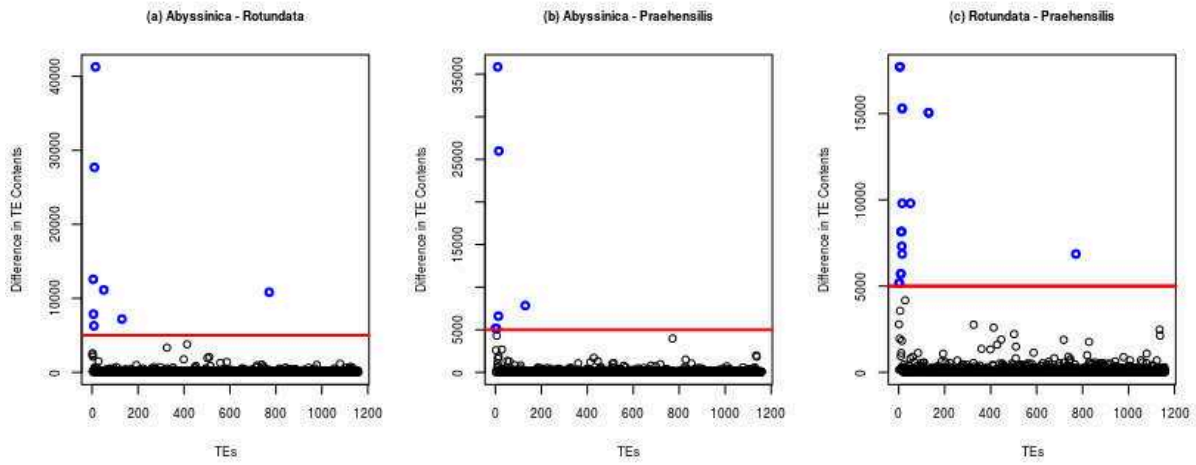 (a) Abyssinica - Rotundata
(b) Abyssinica - Praehensilis
(c) Rotundata - Praehensilis
Difference in TE Contents
40000
30000
20000
10000
0
0 200 400 600 800 1000 1200
TEs
Difference in TE Contents
35000
25000
15000
5000
0
0 200 400 600 800 1000 1200
TEs
Difference in TE Contents
15000
10000
5000
0
0 200 400 600 800 1000 1200
TEs